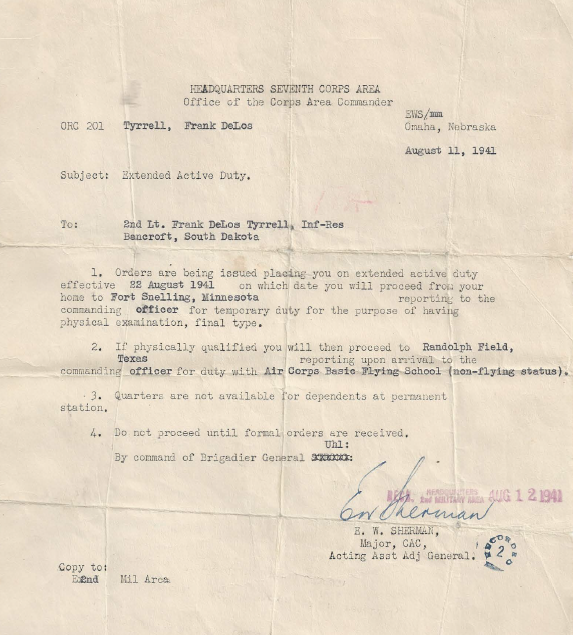 HEADQUARTERS SEVENTH CORPS AREA
Office of the Corps Area Commander
EWS/mm
ORC 201 Tyrrell, Frank DeLos Omaha, Nebraska
August 11, 1941
Subject: Extended Active Duty.
To: 2nd Lt. Frank DeLos Tyrrell, Inf-Res
Bancroft, South Dakota
1. Orders are being issued placing you on extended active duty
effective 22 August 1941 on which date you will proceed from your
home to Fort Snelling, Minnesota reporting to the
commanding officer for temporary duty for the purpose of having
physical examination, final type.
2. If physically qualified you will then proceed to Randolph Field,
Texas reporting upon arrival to the
commanding officer for duty with Air Corps Basic Flying School (non-flying status).
3. Quarters are not available for dependents at permanent
station.
4. Do not proceed until formal orders are received.
Uhl:
By command of Brigadier General
HEADQUARTERS
2nd MILITARY AREA AUG 12 1941
EW Sherman
E. W. SHERMAN,
Major, CAC,
Acting Asst Adj General.
RECORDED
2
Copy to:
2nd Mil Area